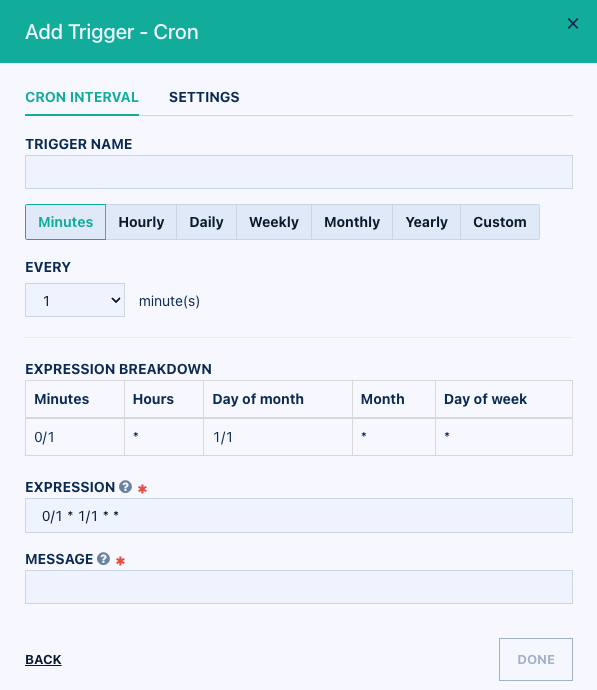 Add Trigger - Cron ×
CRON INTERVAL SETTINGS
TRIGGER NAME
Minutes Hourly Daily Weekly Monthly Yearly Custom
EVERY
1 minute(s)
EXPRESSION BREAKDOWN
Minutes Hours Day of month Month Day of week
0/1 * 1/1 * *
EXPRESSION ? *
0/1 * 1/1 * *
MESSAGE ? *
BACK DONE